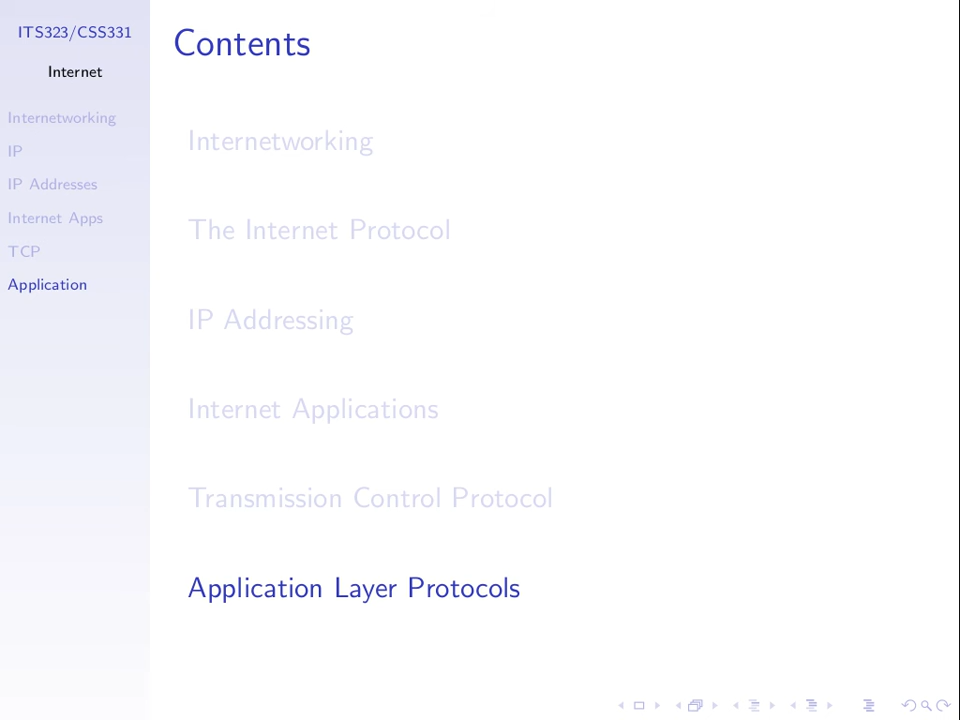 ITS323/CSS331
Internet
Internetworking
IP
IP Addresses
Internet Apps
TCP
Application
Contents
Internetworking
The Internet Protocol
IP Addressing
Internet Applications
Transmission Control Protocol
Application Layer Protocols